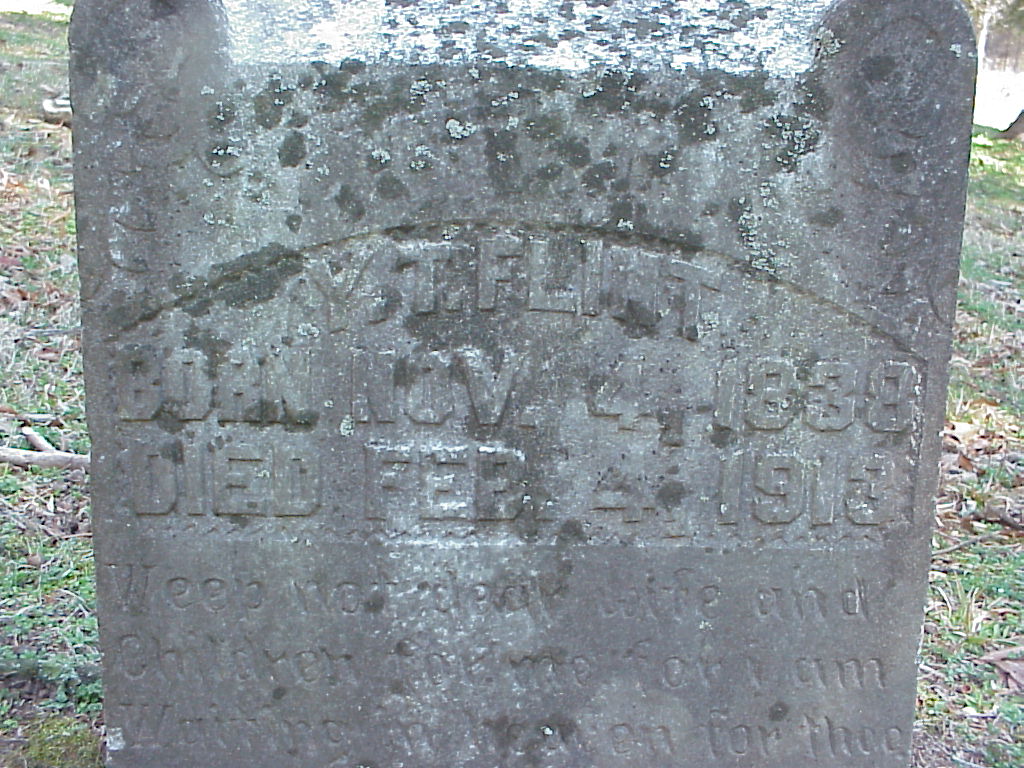 T. FLINT
BORN NOV. 4, 1838
DIED FEB. 4, 1913
Weep not dear wife and
Children for me for I am
Waiting in heaven for thee